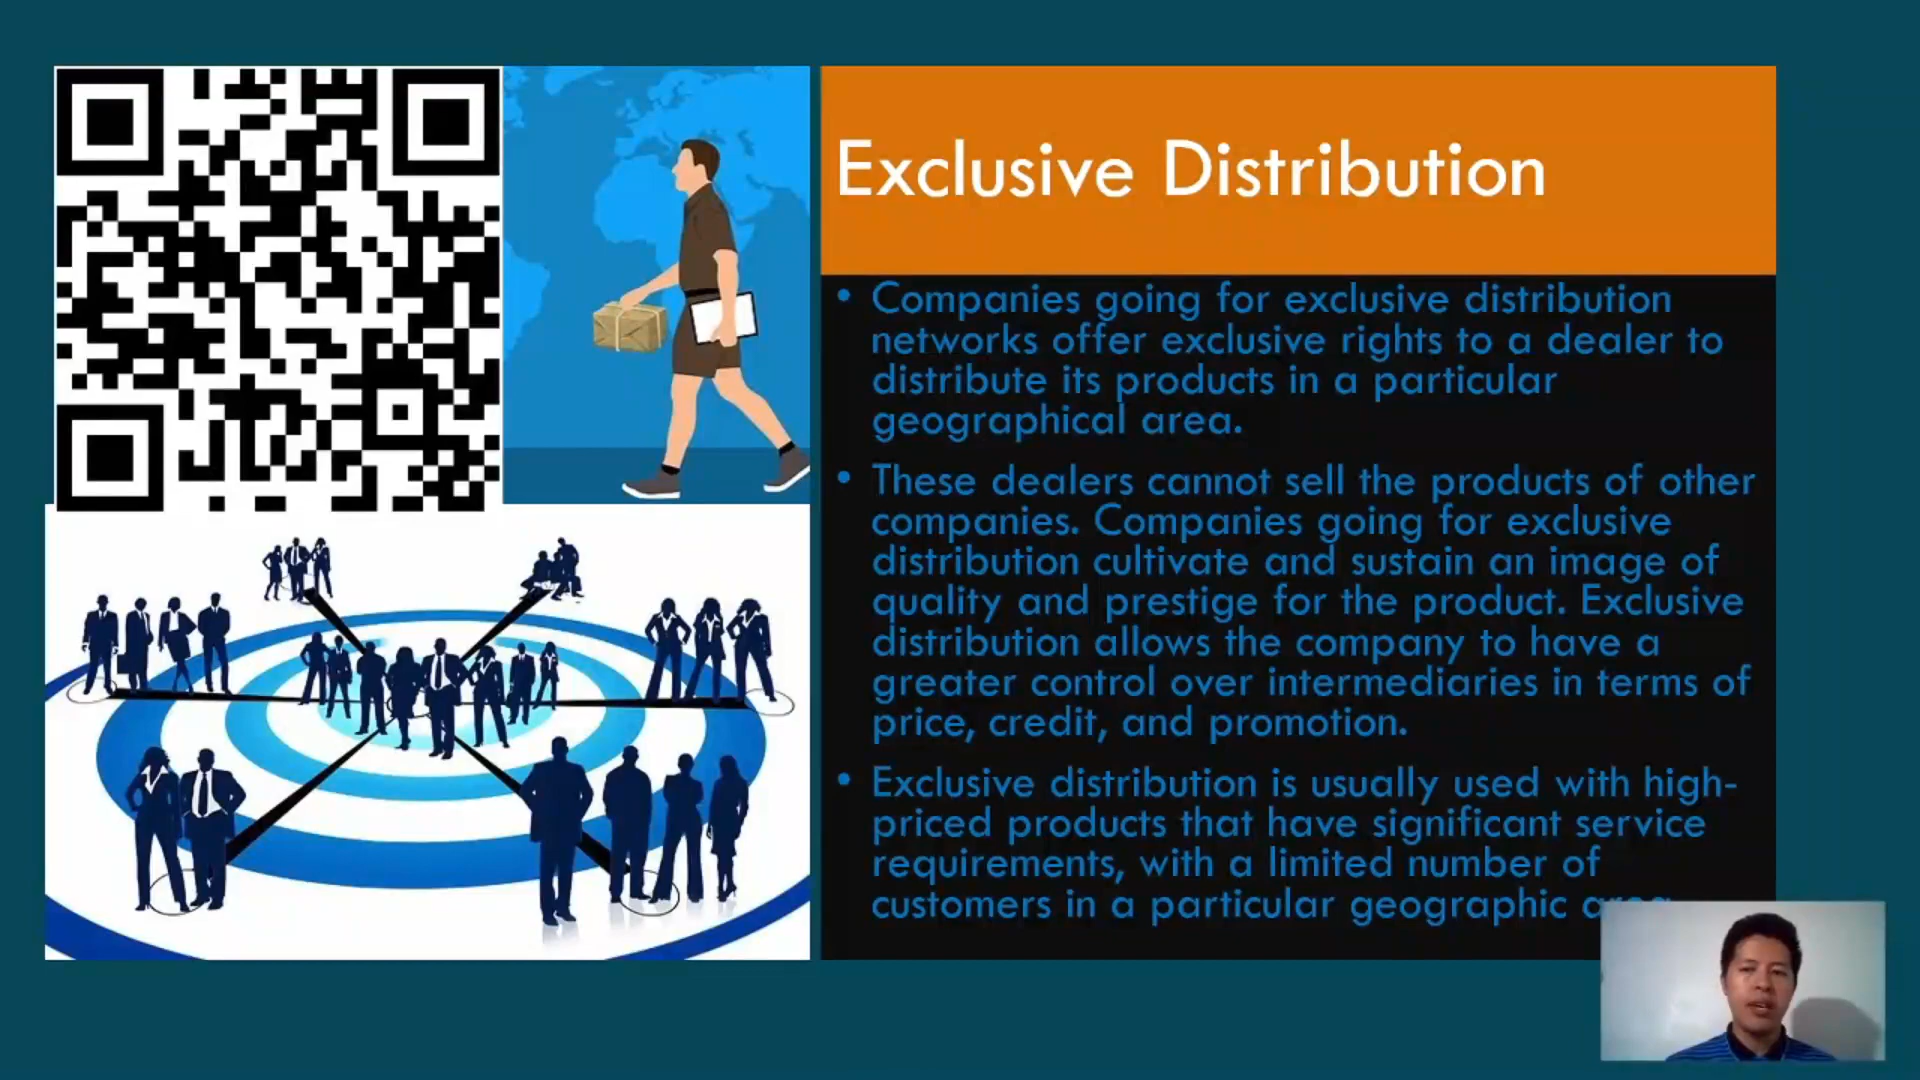 Exclusive Distribution
• Companies going for exclusive distribution
networks offer exclusive rights to a dealer to
distribute its products in a particular
geographical area.
• These dealers cannot sell the products of other
companies. Companies going for exclusive
distribution cultivate and sustain an image of
quality and prestige for the product. Exclusive
distribution allows the company to have a
greater control over intermediaries in terms of
price, credit, and promotion.
• Exclusive distribution is usually used with high-
priced products that have significant service
requirements, with a limited number of
customers in a particular geographic